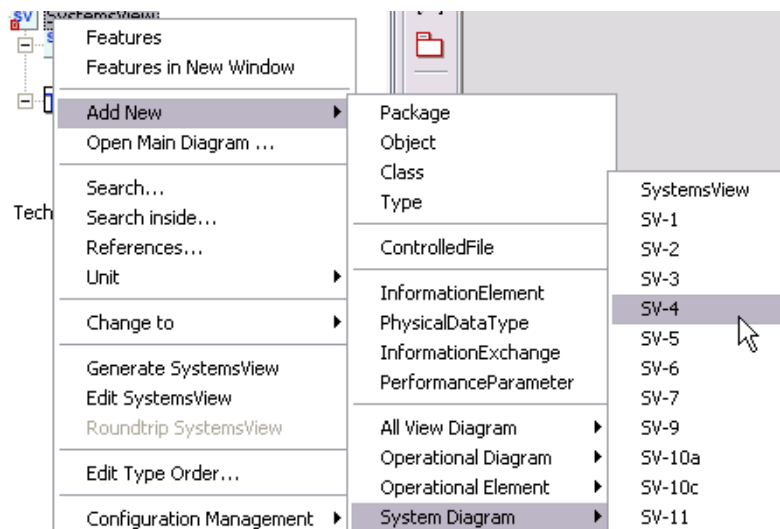 SV SystemsView
Features
Features in New Window
Add New
Open Main Diagram ...
Search...
Search inside...
References...
Unit
Change to
Generate SystemsView
Edit SystemsView
Roundtrip SystemsView
Edit Type Order...
Configuration Management
Tech
Package
Object
Class
Type
ControlledFile
InformationElement
PhysicalDataType
InformationExchange
PerformanceParameter
All View Diagram
Operational Diagram
Operational Element
System Diagram
SystemsView
SV-1
SV-2
SV-3
SV-4
SV-5
SV-6
SV-7
SV-9
SV-10a
SV-10c
SV-11